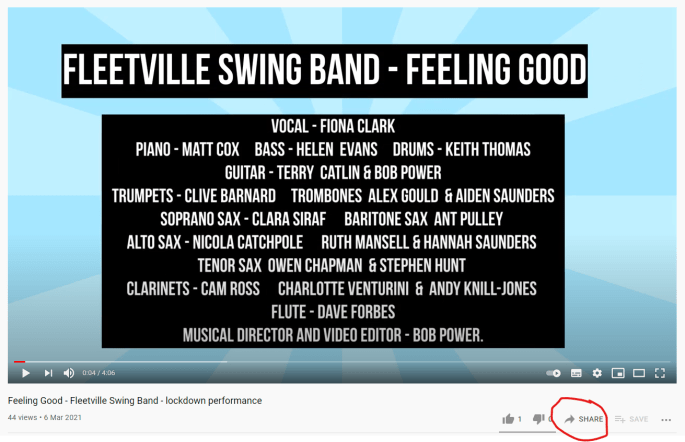 FLEETVILLE SWING BAND - FEELING GOOD
VOCAL - FIONA CLARK
PIANO - MATT COX BASS - HELEN EVANS DRUMS - KEITH THOMAS
GUITAR - TERRY CATLIN & BOB POWER
TRUMPETS - CLIVE BARNARD TROMBONES ALEX GOULD & AIDEN SAUNDERS
SOPRANO SAX - CLARA SIRAF BARITONE SAX ANT PULLEY
ALTO SAX - NICOLA CATCHPOLE RUTH MANSELL & HANNAH SAUNDERS
TENOR SAX OWEN CHAPMAN & STEPHEN HUNT
CLARINETS - CAM ROSS CHARLOTTE VENTURINI & ANDY KNILL-JONES
FLUTE - DAVE FORBES
MUSICAL DIRECTOR AND VIDEO EDITOR - BOB POWER.
0:04 / 4:06
Feeling Good - Fleetville Swing Band - lockdown performance
44 views • 6 Mar 2021
1 0 SHARE SAVE